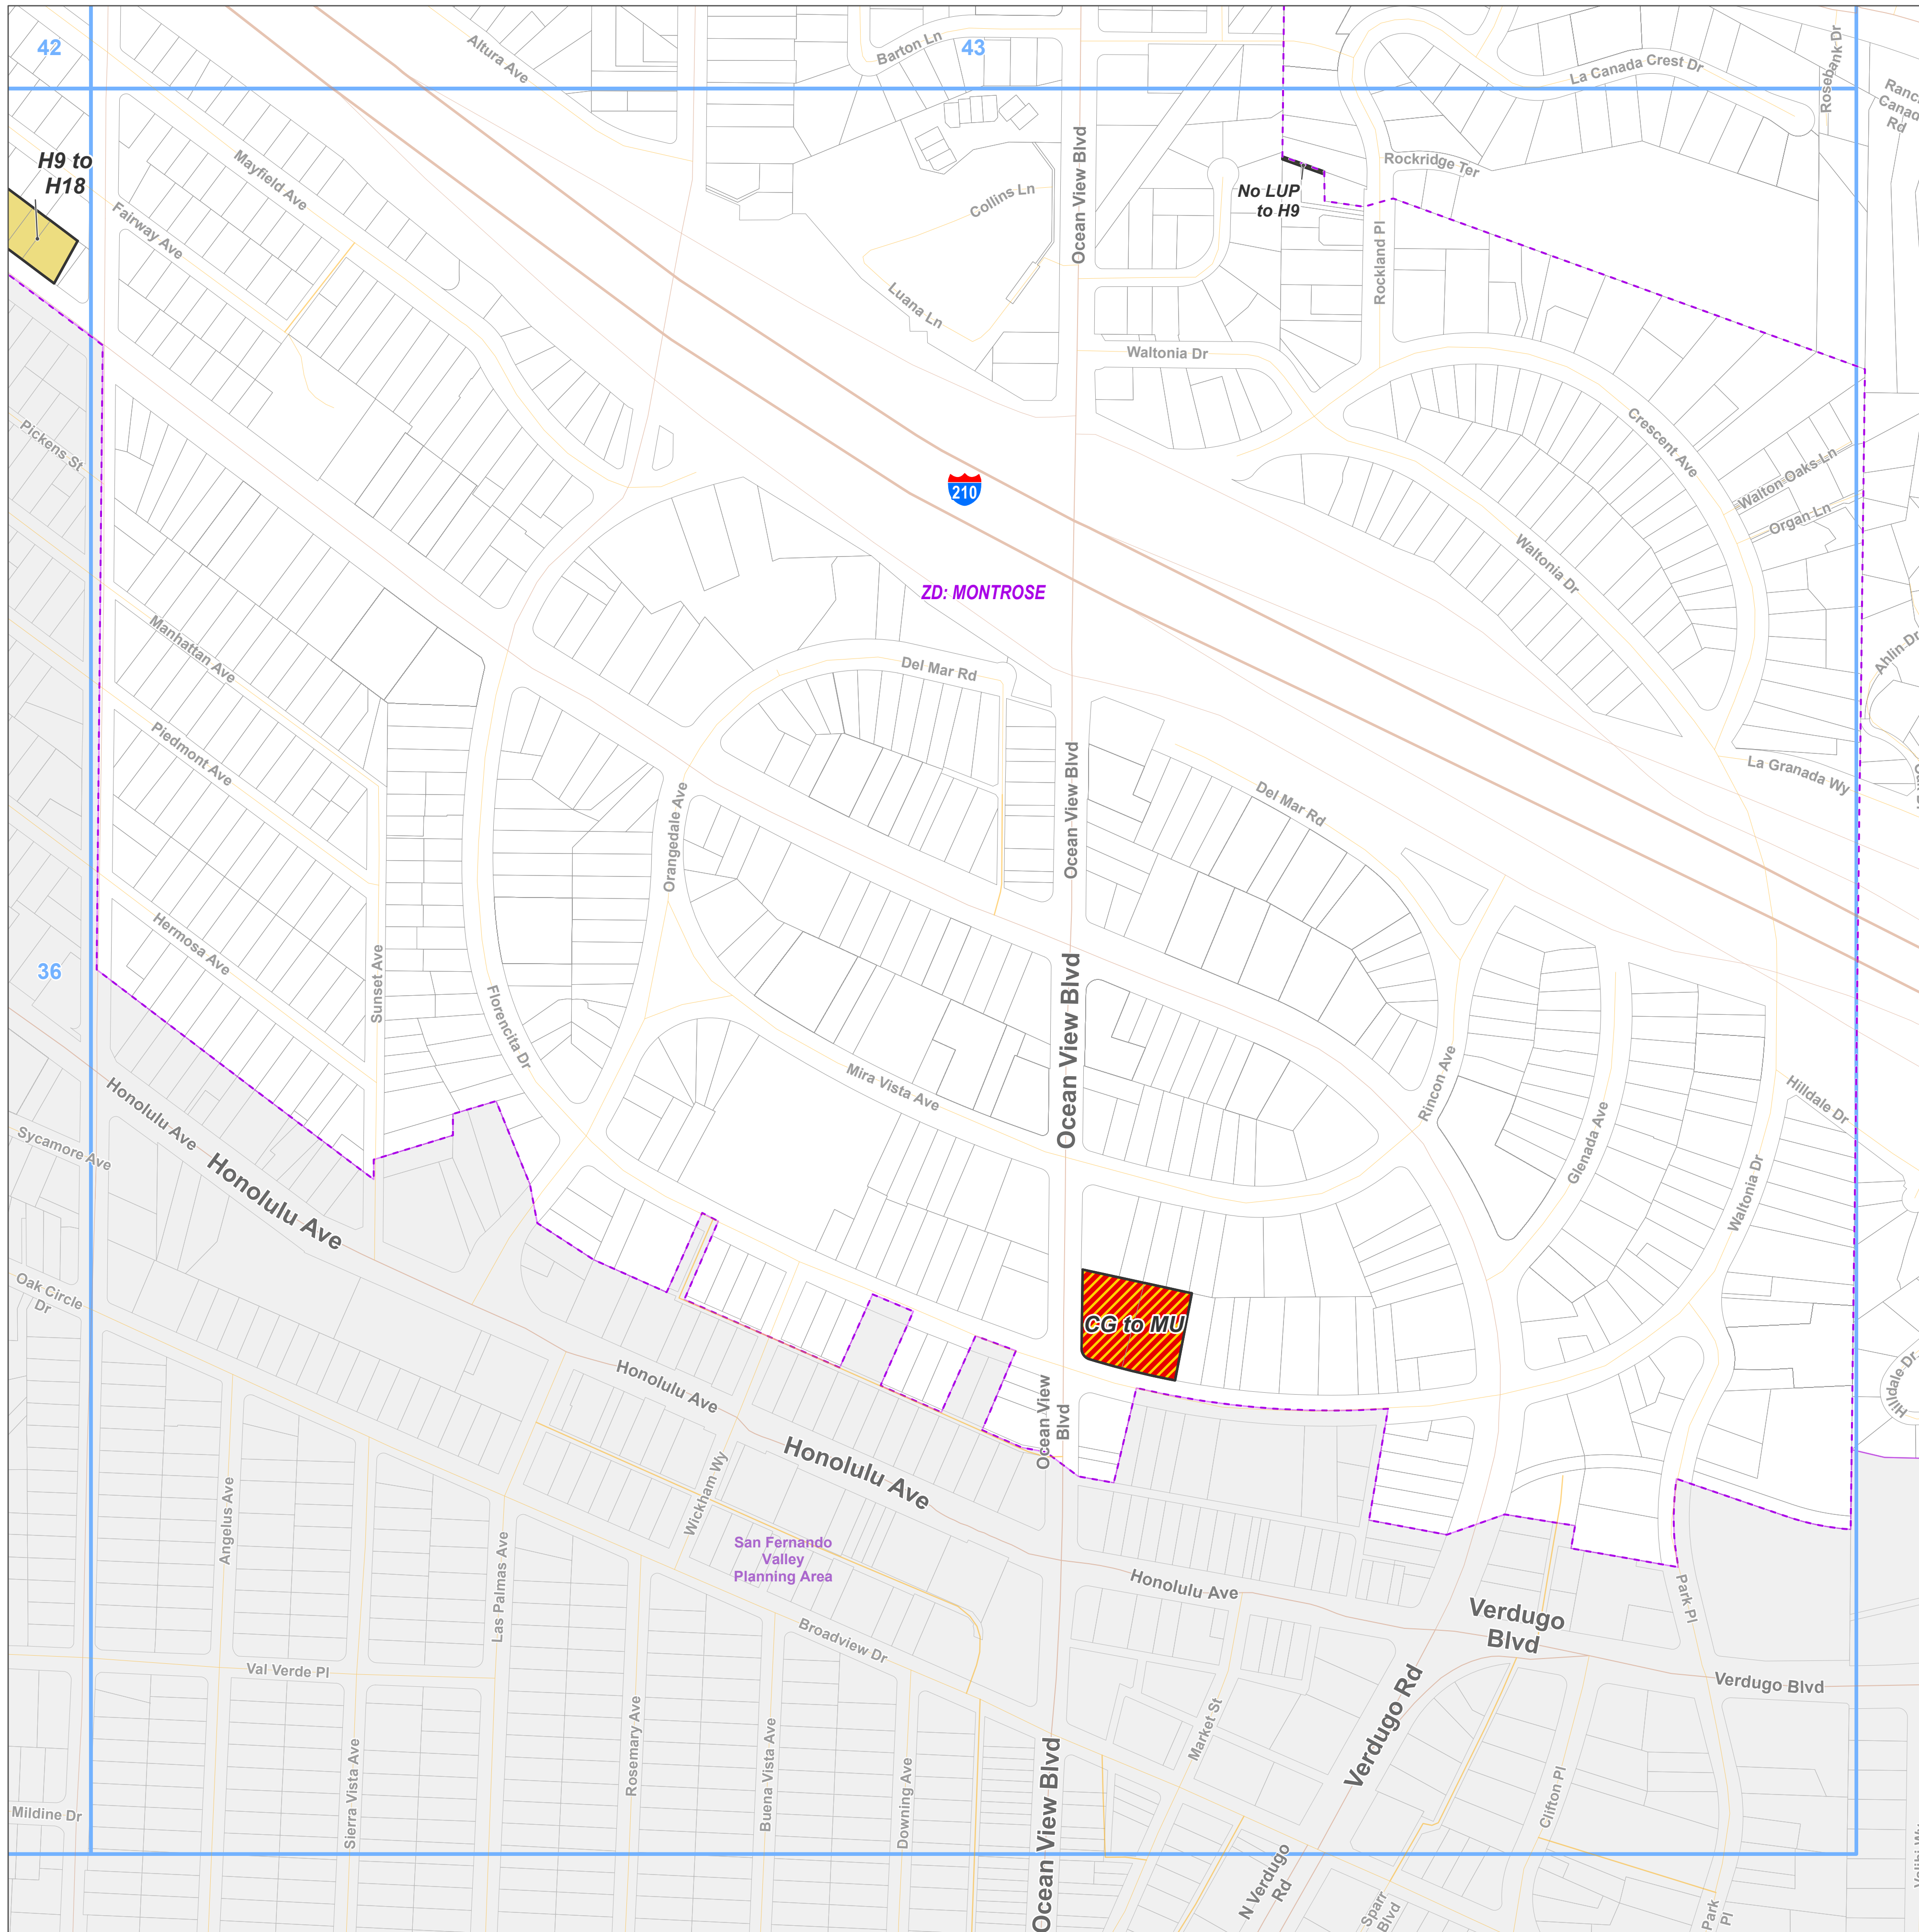 42
43
Altura Ave
Barton Ln
La Canada Crest Dr
Rosebank Dr
H9 to
H18
Mayfield Ave
Fairway Ave
Collins Ln
Luana Ln
Ocean View Blvd
No LUP
to H9
Rockridge Ter
Rockland Pl
Waltonia Dr
Crescent Ave
Walton Oaks Ln
Organ Ln
Pickens St
210
Waltonia Dr
ZD: MONTROSE
Manhattan Ave
Del Mar Rd
Ahlin Dr
Piedmont Ave
Orangedale Ave
Ocean View Blvd
Del Mar Rd
La Granada Wy
Hermosa Ave
36
Sunset Ave
Florencita Dr
Ocean View Blvd
Mira Vista Ave
Rincon Ave
Glenada Ave
Hilldale Dr
Honolulu Ave
Sycamore Ave
Honolulu Ave
Waltonia Dr
Oak Circle
Dr
CG to MU
Honolulu Ave
Ocean View
Blvd
Hilldale Dr
Honolulu Ave
Wickham Wy
Angelus Ave
Las Palmas Ave
San Fernando
Valley
Planning Area
Honolulu Ave
Verdugo
Blvd
Park Pl
Broadview Dr
Val Verde Pl
Verdugo Blvd
Verdugo Rd
Market St
Rosemary Ave
Buena Vista Ave
Sierra Vista Ave
Downing Ave
Mildine Dr
Ocean View Blvd
Clifton Pl
N Verdugo
Rd
Sparr
Blvd
Park
Pl